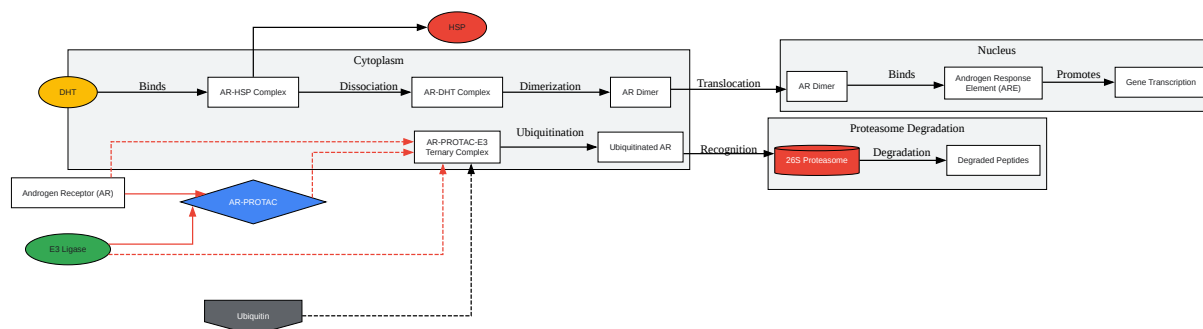 HSP
Cytoplasm
Nucleus
DHT
Binds
AR-HSP Complex
Dissociation
AR-DHT Complex
Dimerization
AR Dimer
Translocation
AR Dimer
Binds
Androgen Response
Element (ARE)
Promotes
Gene Transcription
AR-PROTAC-E3
Ternary Complex
Ubiquitination
Ubiquitinated AR
Recognition
Proteasome Degradation
26S Proteasome
Degradation
Degraded Peptides
Androgen Receptor (AR)
AR-PROTAC
E3 Ligase
Ubiquitin